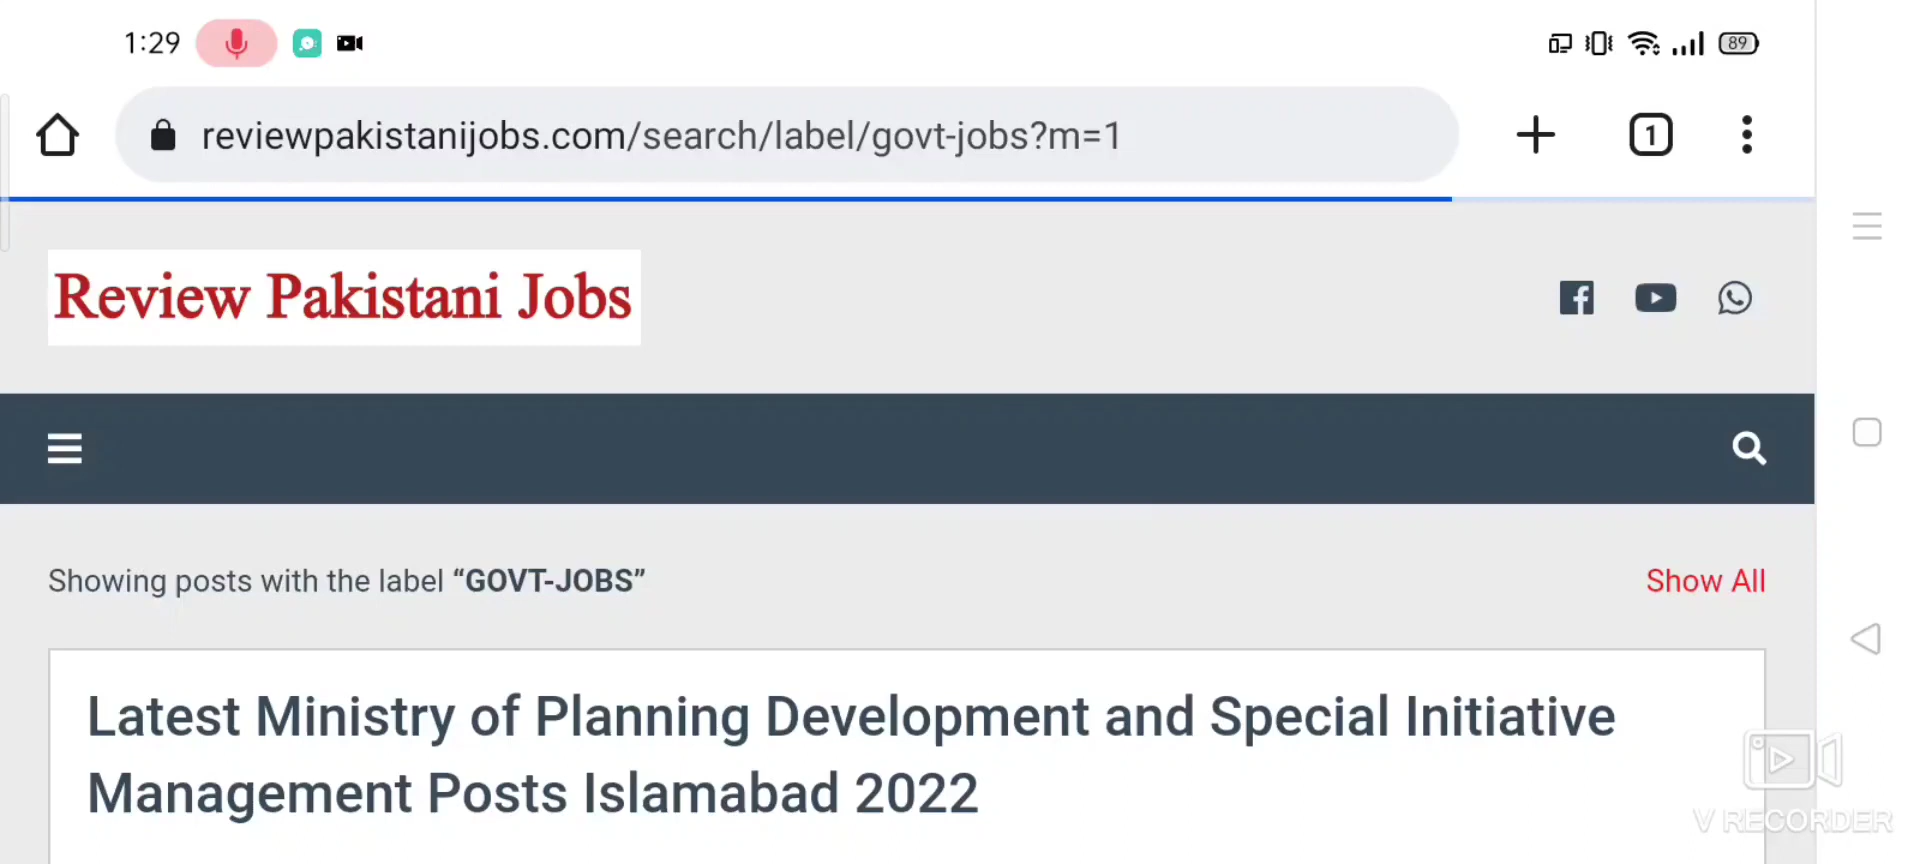 1:29
89
reviewpakistanijobs.com/search/label/govt-jobs?m=1
1
Review Pakistani Jobs
Showing posts with the label “GOVT-JOBS”
Show All
Latest Ministry of Planning Development and Special Initiative
Management Posts Islamabad 2022
V RECORDER